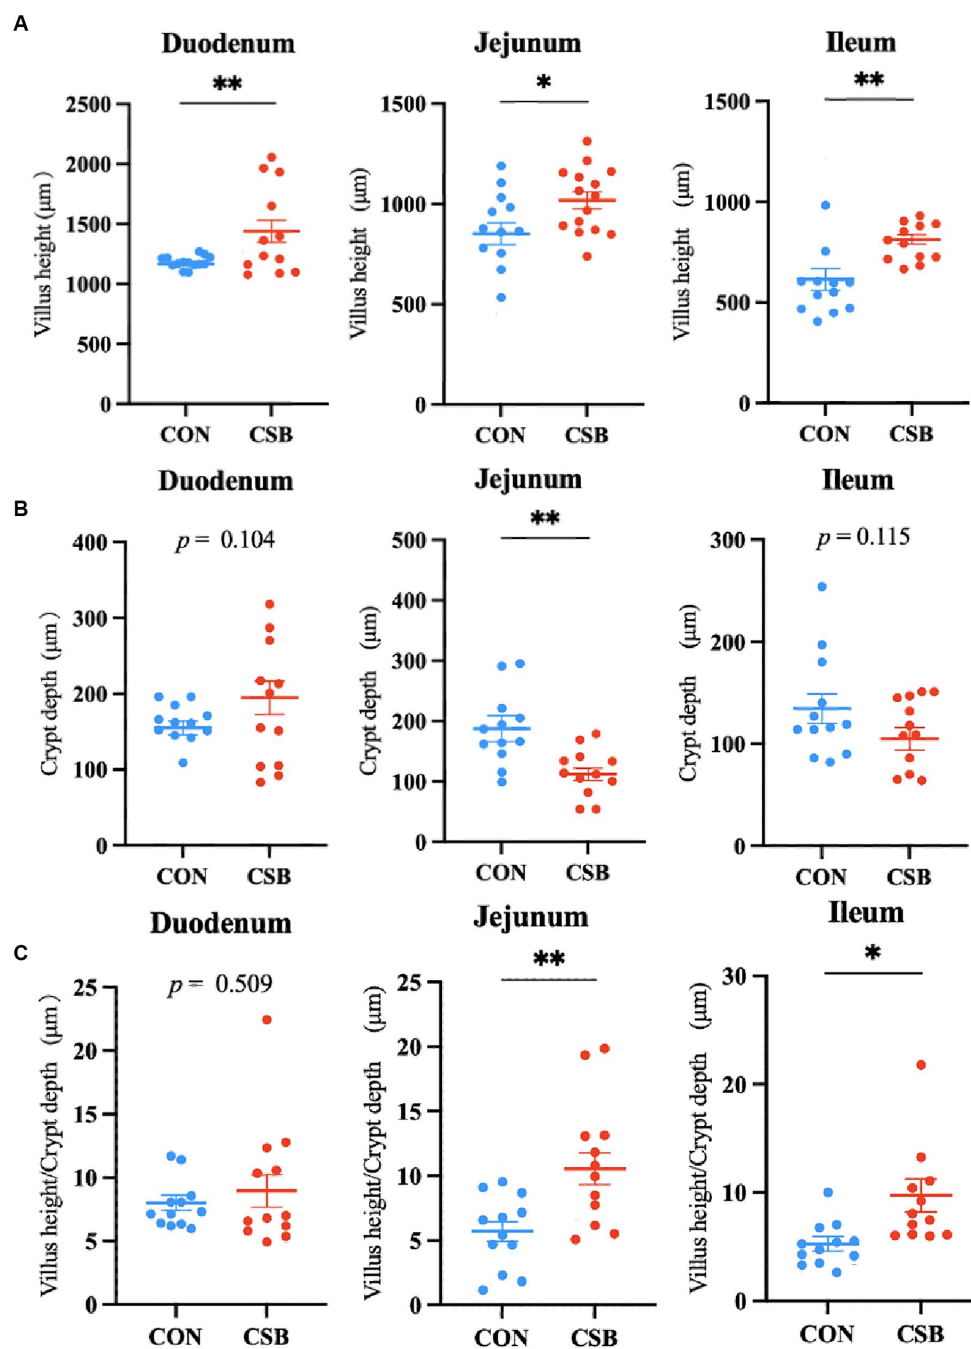 A
Duodenum
**
Villus height (μm)
2500
2000
1500
1000
500
0
CON CSB
Jejunum
*
Villus height (μm)
1500
1000
500
0
CON CSB
Ileum
**
Villus height (μm)
1500
1000
500
0
CON CSB
B
Duodenum
p = 0.104
Crypt depth (μm)
400
300
200
100
0
CON CSB
Jejunum
**
Crypt depth (μm)
500
400
300
200
100
0
CON CSB
Ileum
p = 0.115
Crypt depth (μm)
300
200
100
0
CON CSB
C
Duodenum
p = 0.509
Villus height/Crypt depth (μm)
25
20
15
10
5
0
CON CSB
Jejunum
**
Villus height/Crypt depth (μm)
25
20
15
10
5
0
CON CSB
Ileum
*
Villus height/Crypt depth (μm)
30
20
10
0
CON CSB